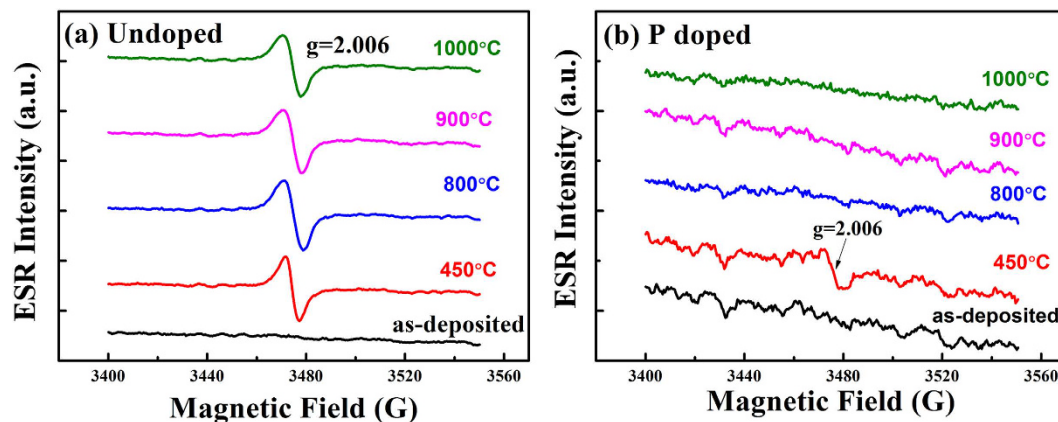 (a) Undoped
g=2.006
1000°C
900°C
800°C
450°C
as-deposited
ESR Intensity (a.u.)
3400 3440 3480 3520 3560
Magnetic Field (G)
(b) P doped
1000°C
900°C
800°C
g=2.006
450°C
as-deposited
ESR Intensity (a.u.)
3400 3440 3480 3520 3560
Magnetic Field (G)